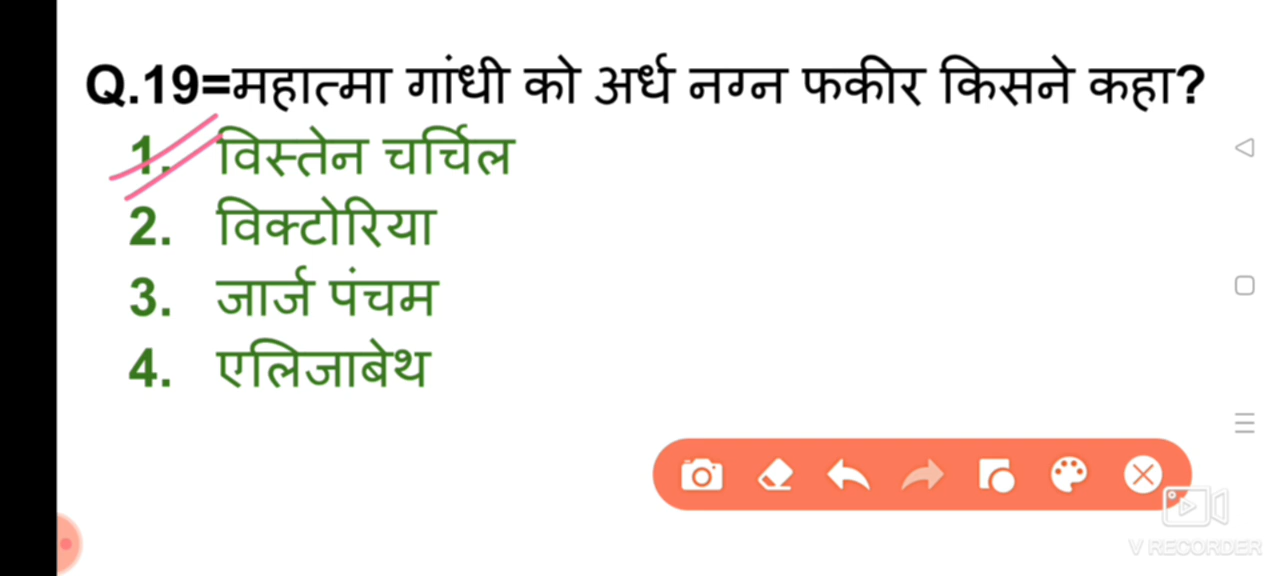 Q.19=महात्मा गांधी को अर्ध नग्न फकीर किसने कहा?
1. विस्तेन चर्चिल
2. विक्टोरिया
3. जार्ज पंचम
4. एलिजाबेथ
V RECORDER